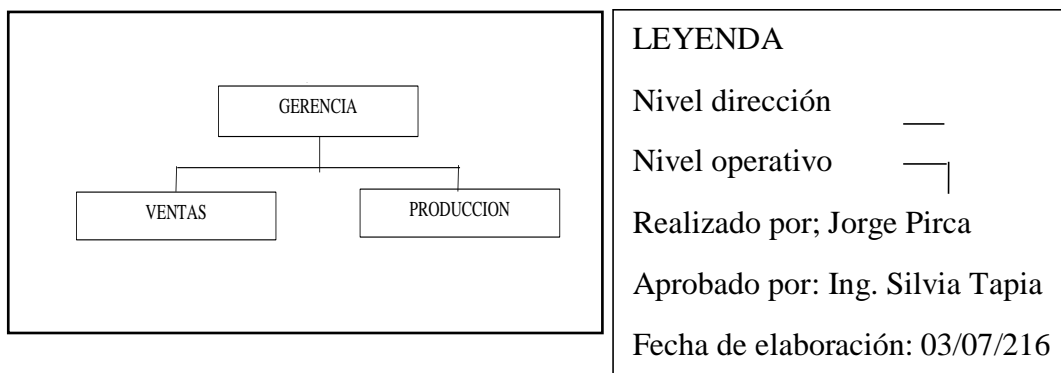 GERENCIA
VENTAS
PRODUCCION
LEYENDA
Nivel dirección
Nivel operativo
Realizado por; Jorge Pirca
Aprobado por: Ing. Silvia Tapia
Fecha de elaboración: 03/07/216